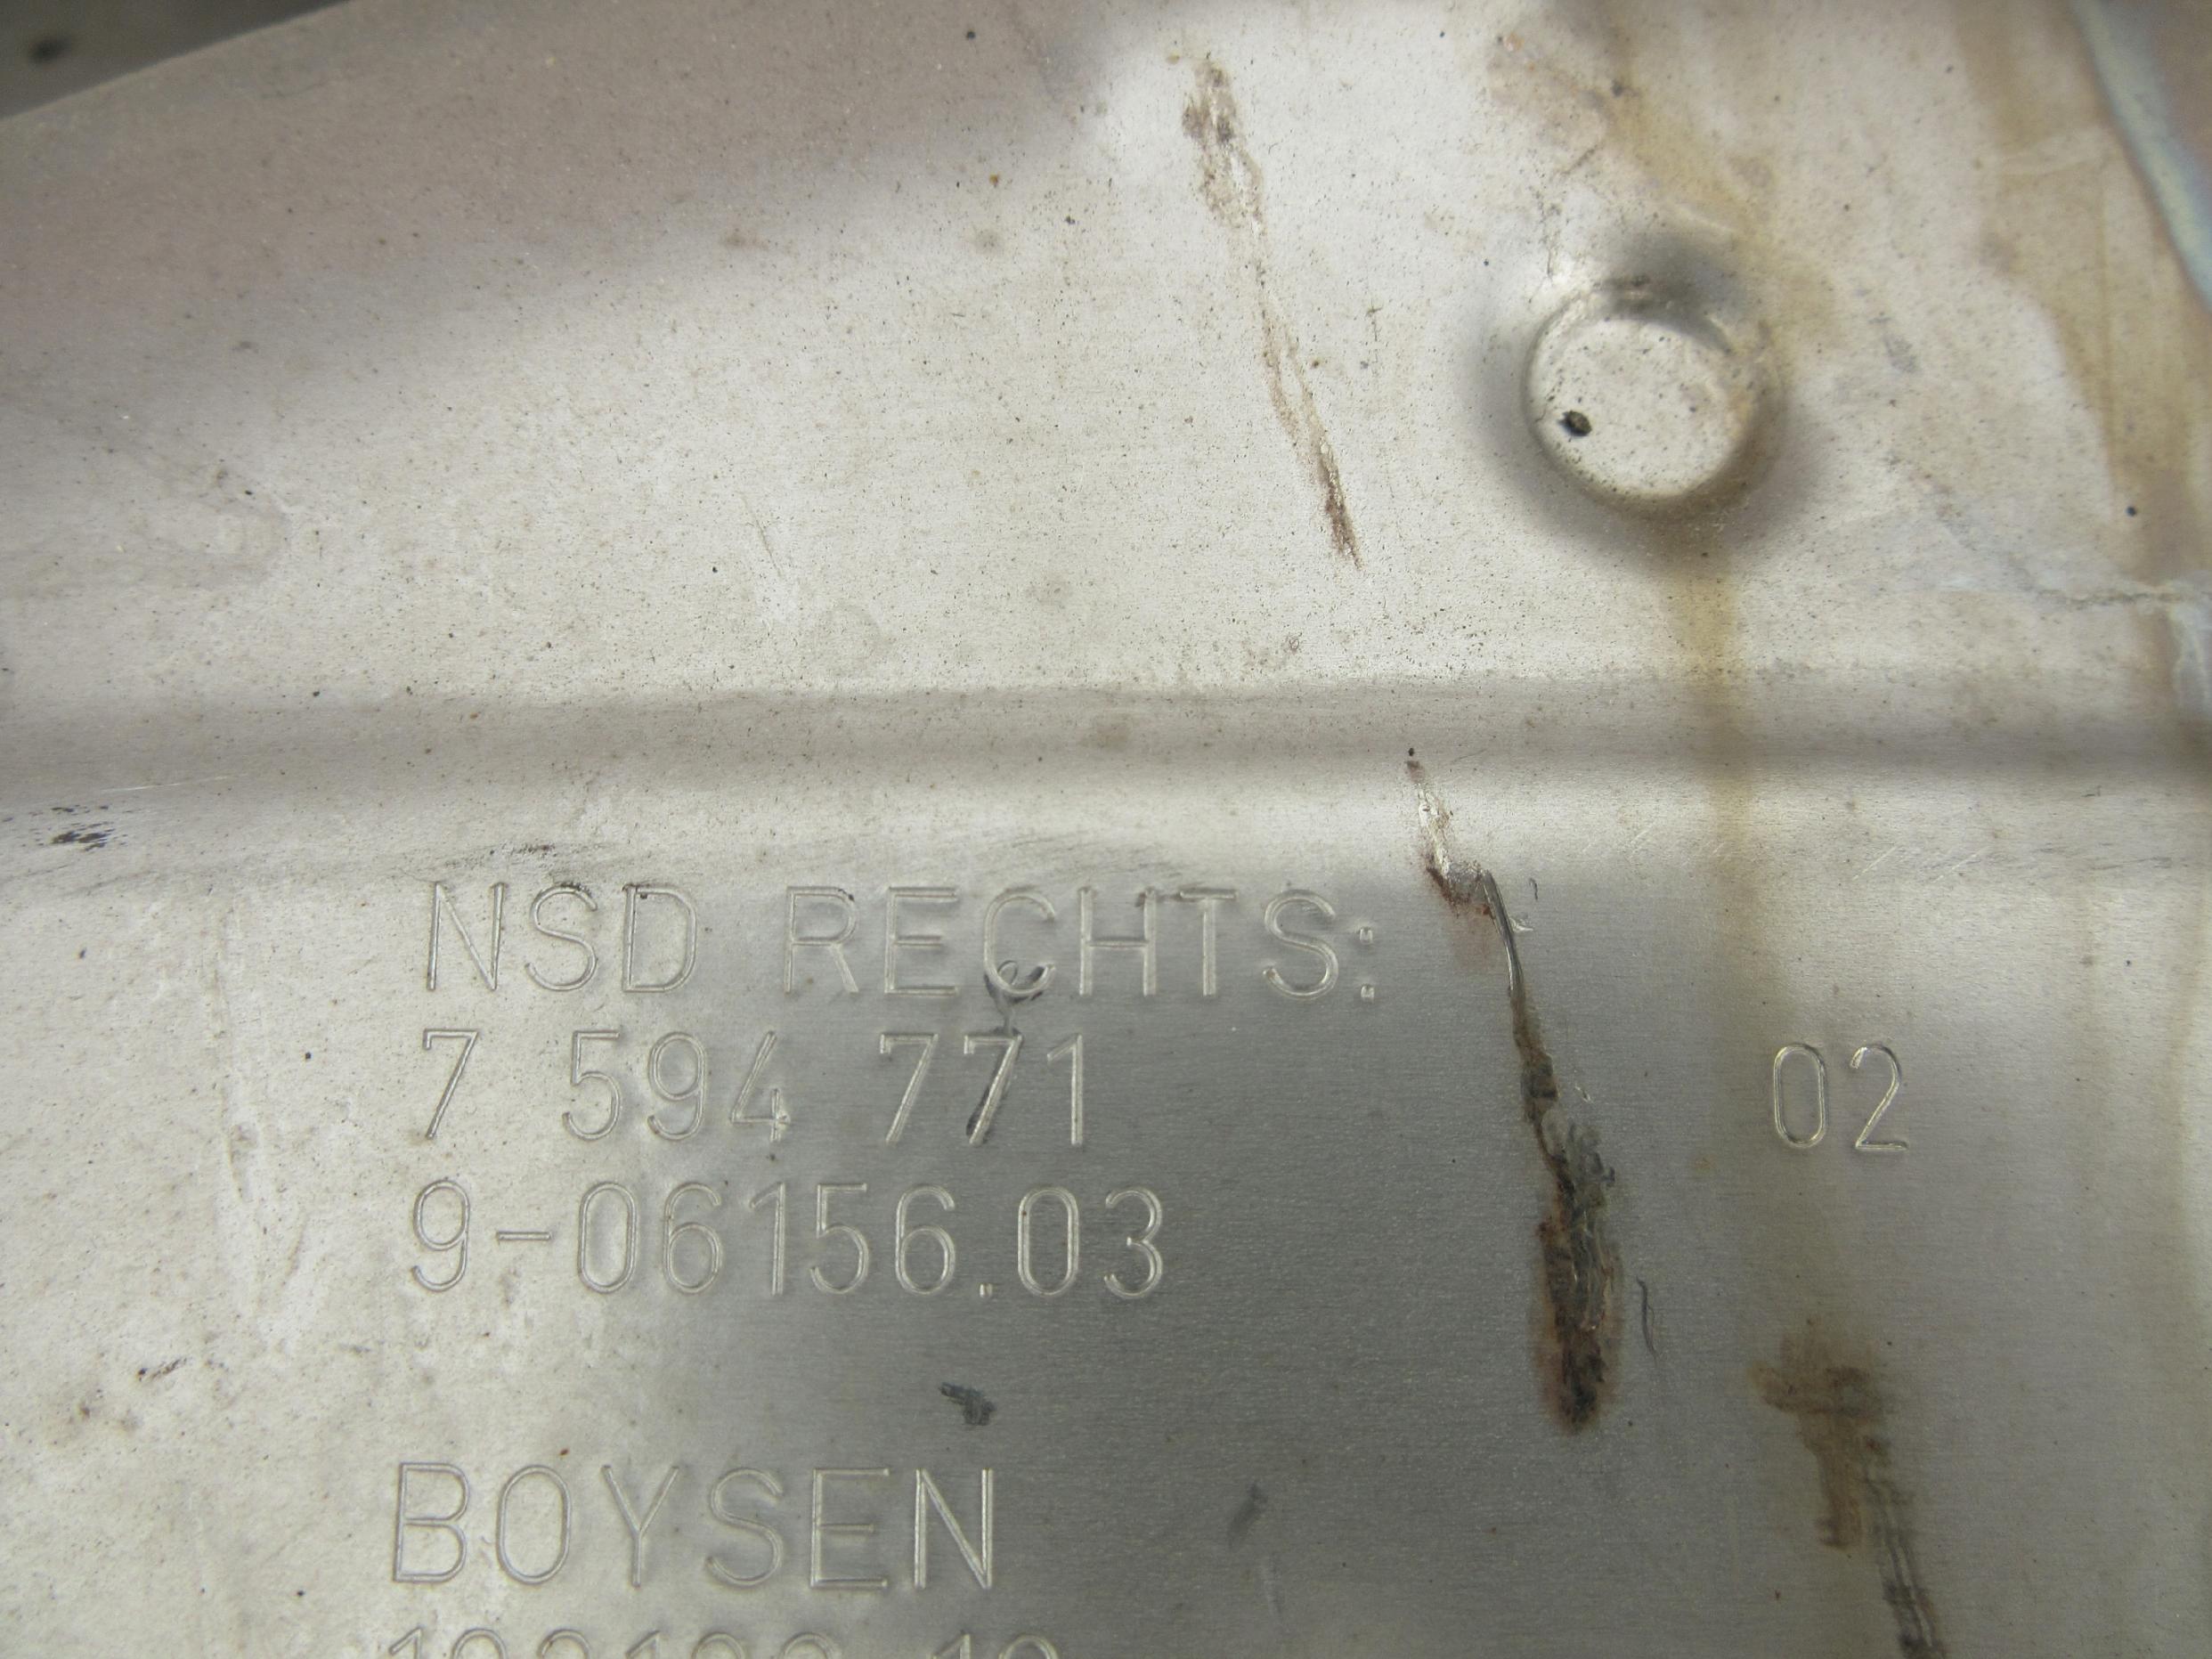 NSD RECHTS:
7 594 771 02
9-06156.03
BOYSEN